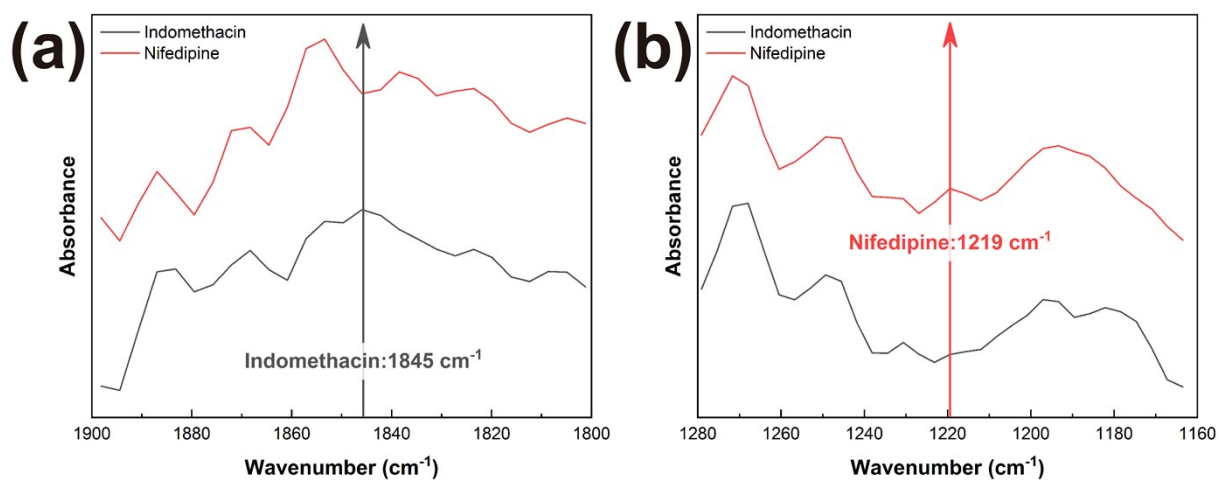 (a)
Indomethacin
Nifedipine
Absorbance
Indomethacin:1845 cm⁻¹
1900 1880 1860 1840 1820 1800
Wavenumber (cm⁻¹)
(b)
Indomethacin
Nifedipine
Absorbance
Nifedipine:1219 cm⁻¹
1280 1260 1240 1220 1200 1180 1160
Wavenumber (cm⁻¹)